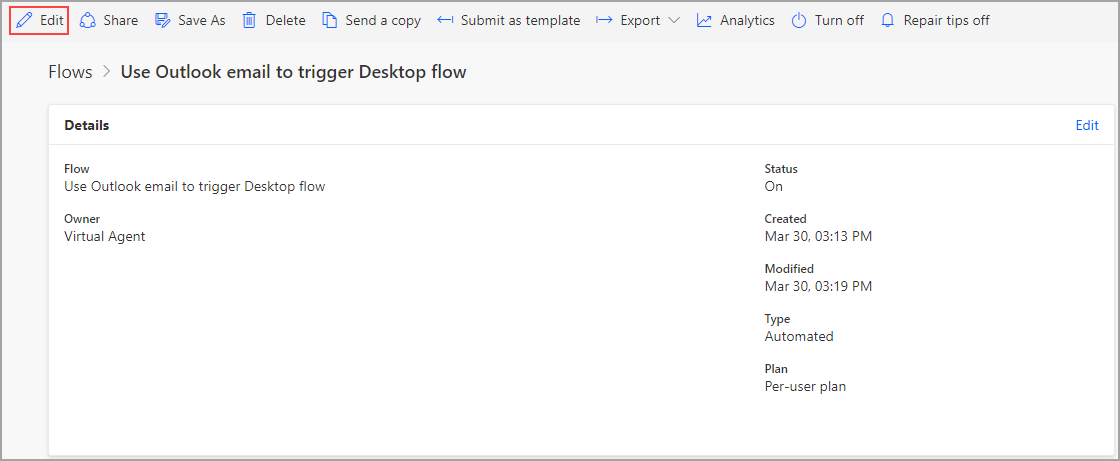 Edit Share Save As Delete Send a copy Submit as template Export Analytics Turn off Repair tips off
Flows > Use Outlook email to trigger Desktop flow
Details Edit
Flow
Use Outlook email to trigger Desktop flow
Owner
Virtual Agent
Status
On
Created
Mar 30, 03:13 PM
Modified
Mar 30, 03:19 PM
Type
Automated
Plan
Per-user plan